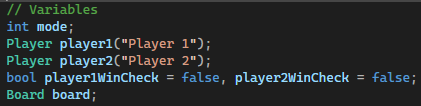 // Variables
int mode;
Player player1("Player 1");
Player player2("Player 2");
bool player1WinCheck = false, player2WinCheck = false;
Board board;